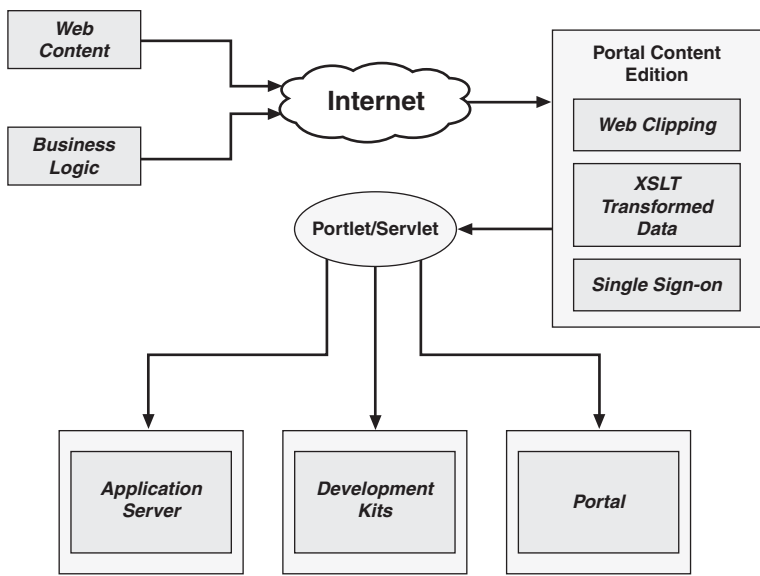 Web
Content
Business
Logic
Internet
Portal Content
Edition
Web Clipping
XSLT
Transformed
Data
Single Sign-on
Portlet/Servlet
Application
Server
Development
Kits
Portal